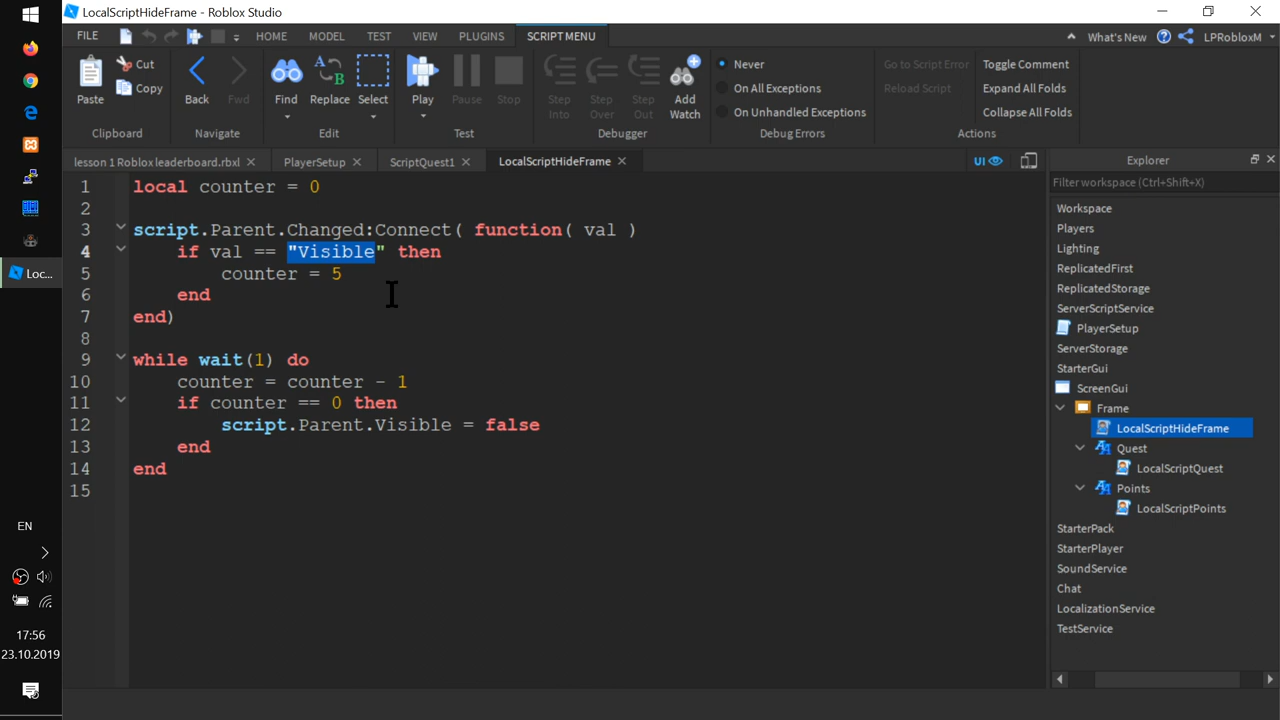 LocalScriptHideFrame - Roblox Studio
FILE HOME MODEL TEST VIEW PLUGINS SCRIPT MENU What's New LPRobloxM
Paste Cut Copy Clipboard
Back Fwd Navigate
Find Replace Select Edit
Play Pause Stop Test
Step Into Step Over Step Out Add Watch Debugger
Never
On All Exceptions
On Unhandled Exceptions
Debug Errors
Go to Script Error Toggle Comment
Reload Script Expand All Folds
Collapse All Folds
Actions
lesson 1 Roblox leaderboard.rbxl PlayerSetup ScriptQuest1 LocalScriptHideFrame UI
1 local counter = 0
2
3 script.Parent.Changed:Connect( function( val )
4 if val == "Visible" then
5 counter = 5
6 end
7 end)
8
9 while wait(1) do
10 counter = counter - 1
11 if counter == 0 then
12 script.Parent.Visible = false
13 end
14 end
15
Explorer
Filter workspace (Ctrl+Shift+X)
Workspace
Players
Lighting
ReplicatedFirst
ReplicatedStorage
ServerScriptService
PlayerSetup
ServerStorage
StarterGui
ScreenGui
Frame
LocalScriptHideFrame
Quest
LocalScriptQuest
Points
LocalScriptPoints
StarterPack
StarterPlayer
SoundService
Chat
LocalizationService
TestService
Loc...
EN
17:56
23.10.2019